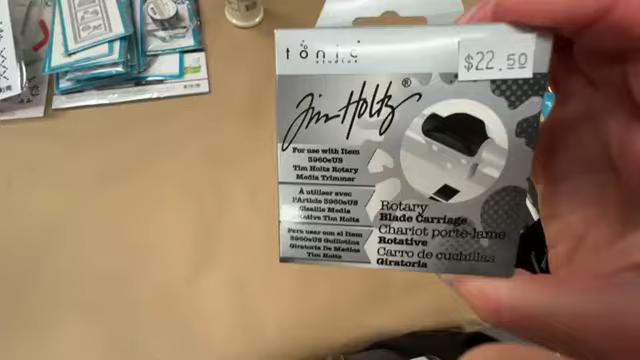 tonic
studios
$22.50
Tim Holtz®
For use with Item
5960eUS
Tim Holtz Rotary
Media Trimmer
À utiliser avec
l'Article 5960eUS
Cisaille Media
Rotative Tim Holtz
Para usar con el Item
5960eUS Guillotina
Giratoria De Medios
Tim Holtz
Rotary
Blade Carriage
Chariot porte-lame
Rotative
Carro de cuchillas
Giratoria